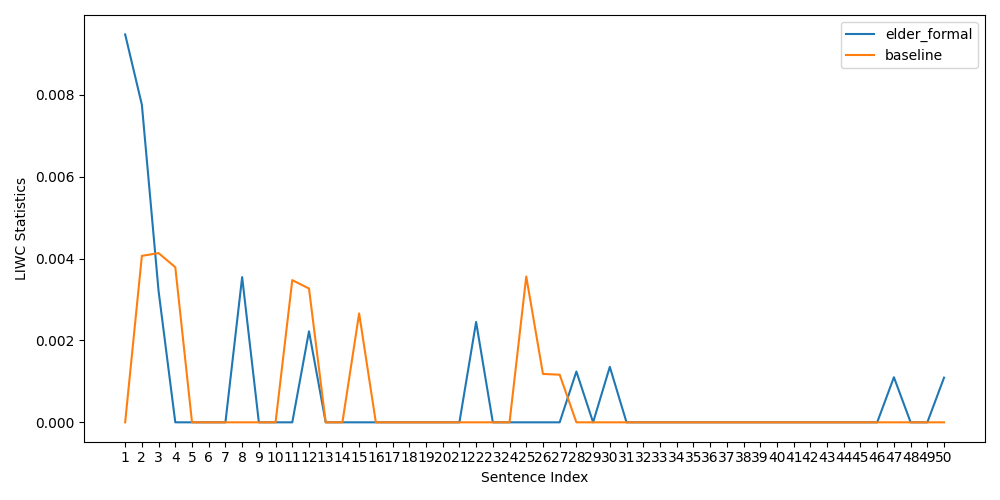 elder_formal
baseline
LIWC Statistics
0.008
0.006
0.004
0.002
0.000
1 2 3 4 5 6 7 8 9 10 11 12 13 14 15 16 17 18 19 20 21 22 23 24 25 26 27 28 29 30 31 32 33 34 35 36 37 38 39 40 41 42 43 44 45 46 47 48 49 50
Sentence Index